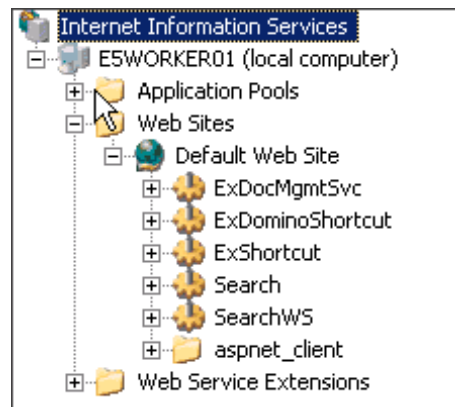 Internet Information Services
E5WORKER01 (local computer)
Application Pools
Web Sites
Default Web Site
ExDocMgmtSvc
ExDominoShortcut
ExShortcut
Search
SearchWS
aspnet_client
Web Service Extensions